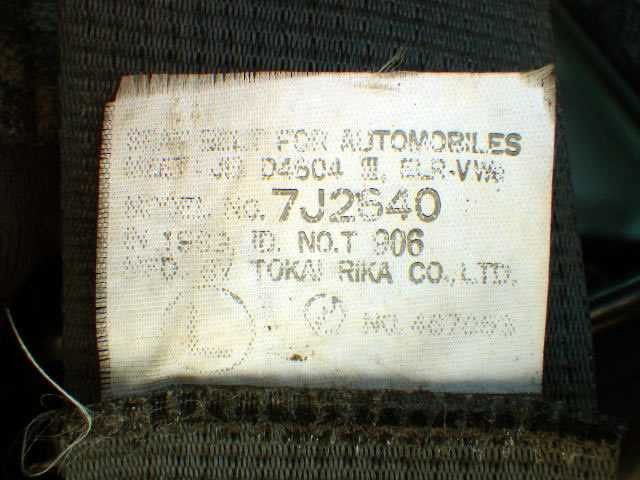 SEAT BELT FOR AUTOMOBILES
MEET JIS D4604 III, ELR-VW
MODEL NO. 7J2640
IN ID. NO.T 906
MFD. BY TOKAI RIKA CO., LTD.
L
NO.